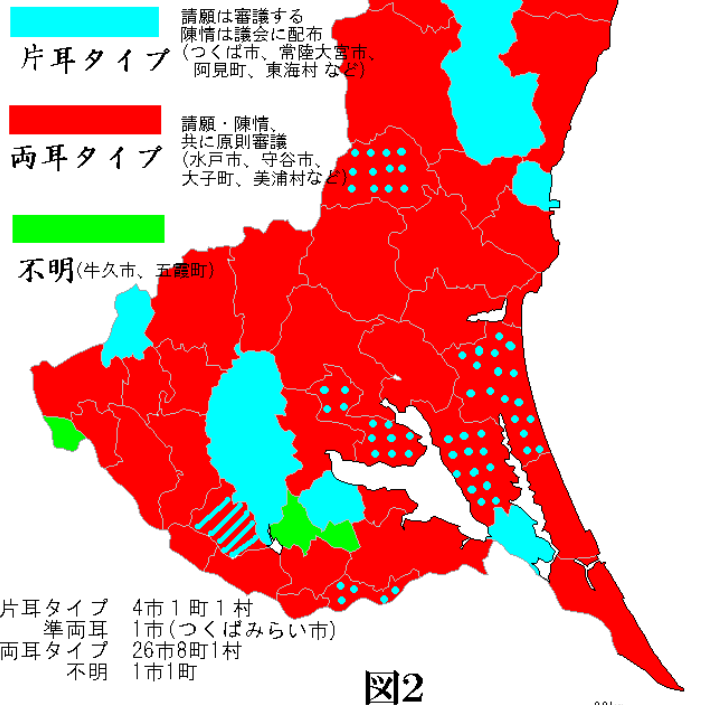 請願は審議する
陳情は議会に配布
(つくば市、常陸大宮市、
阿見町、東海村 など)
片耳タイプ
請願・陳情、
共に原則審議
(水戸市、守谷市、
大子町、美浦村など)
両耳タイプ
不明(牛久市、五霞町)
片耳タイプ 4市1町1村
準両耳 1市(つくばみらい市)
両耳タイプ 26市8町1村
不明 1市1町
図2